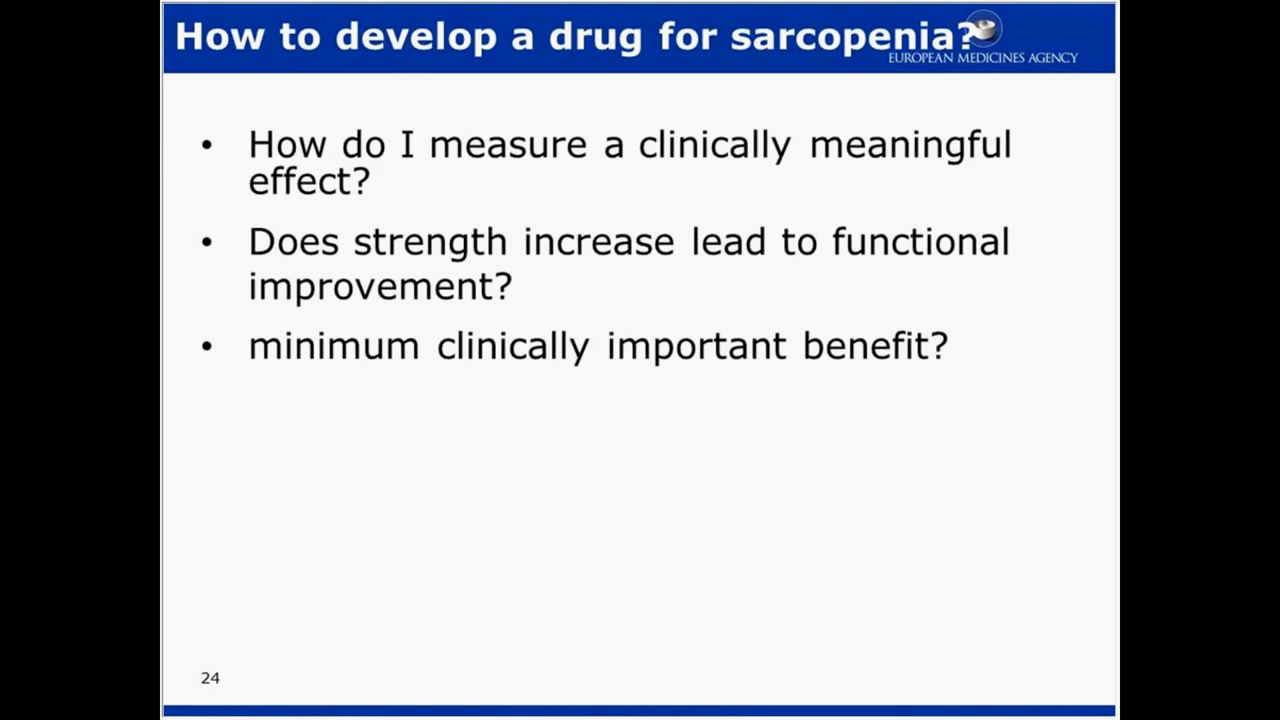 How to develop a drug for sarcopenia?
EUROPEAN MEDICINES AGENCY
• How do I measure a clinically meaningful
effect?
• Does strength increase lead to functional
improvement?
• minimum clinically important benefit?
24